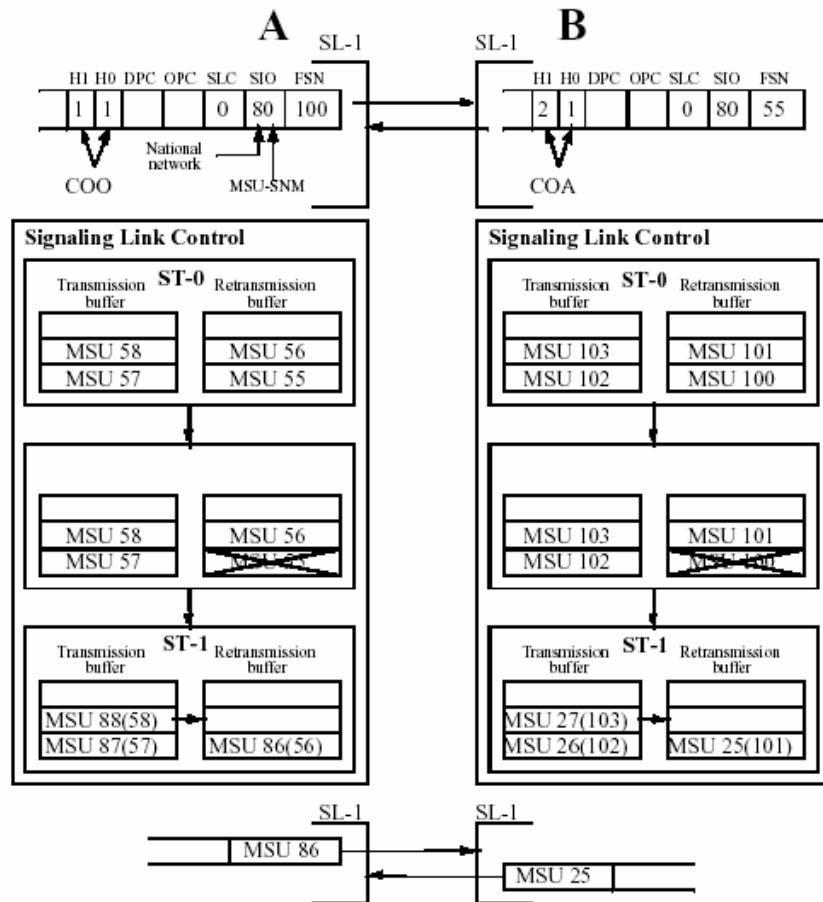 A
B
SL-1
SL-1
H1 H0 DPC OPC SLC SIO FSN
1 1 0 80 100
H1 H0 DPC OPC SLC SIO FSN
2 1 0 80 55
National network
MSU-SNM
COO
COA
Signaling Link Control
ST-0
Transmission buffer
Retransmission buffer
MSU 58
MSU 56
MSU 57
MSU 55
MSU 58
MSU 56
MSU 57
MSU 55
ST-1
Transmission buffer
Retransmission buffer
MSU 88(58)
MSU 87(57)
MSU 86(56)
Signaling Link Control
ST-0
Transmission buffer
Retransmission buffer
MSU 103
MSU 101
MSU 102
MSU 100
MSU 103
MSU 101
MSU 102
MSU 100
ST-1
Transmission buffer
Retransmission buffer
MSU 27(103)
MSU 26(102)
MSU 25(101)
SL-1
SL-1
MSU 86
MSU 25